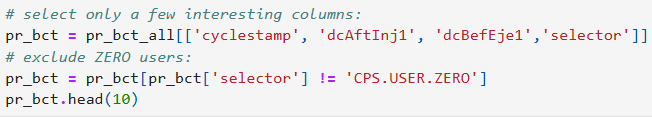 # select only a few interesting columns:
pr_bct = pr_bct_all[['cyclestamp', 'dcAftInj1', 'dcBefEje1','selector']]
# exclude ZERO users:
pr_bct = pr_bct[pr_bct['selector'] != 'CPS.USER.ZERO']
pr_bct.head(10)